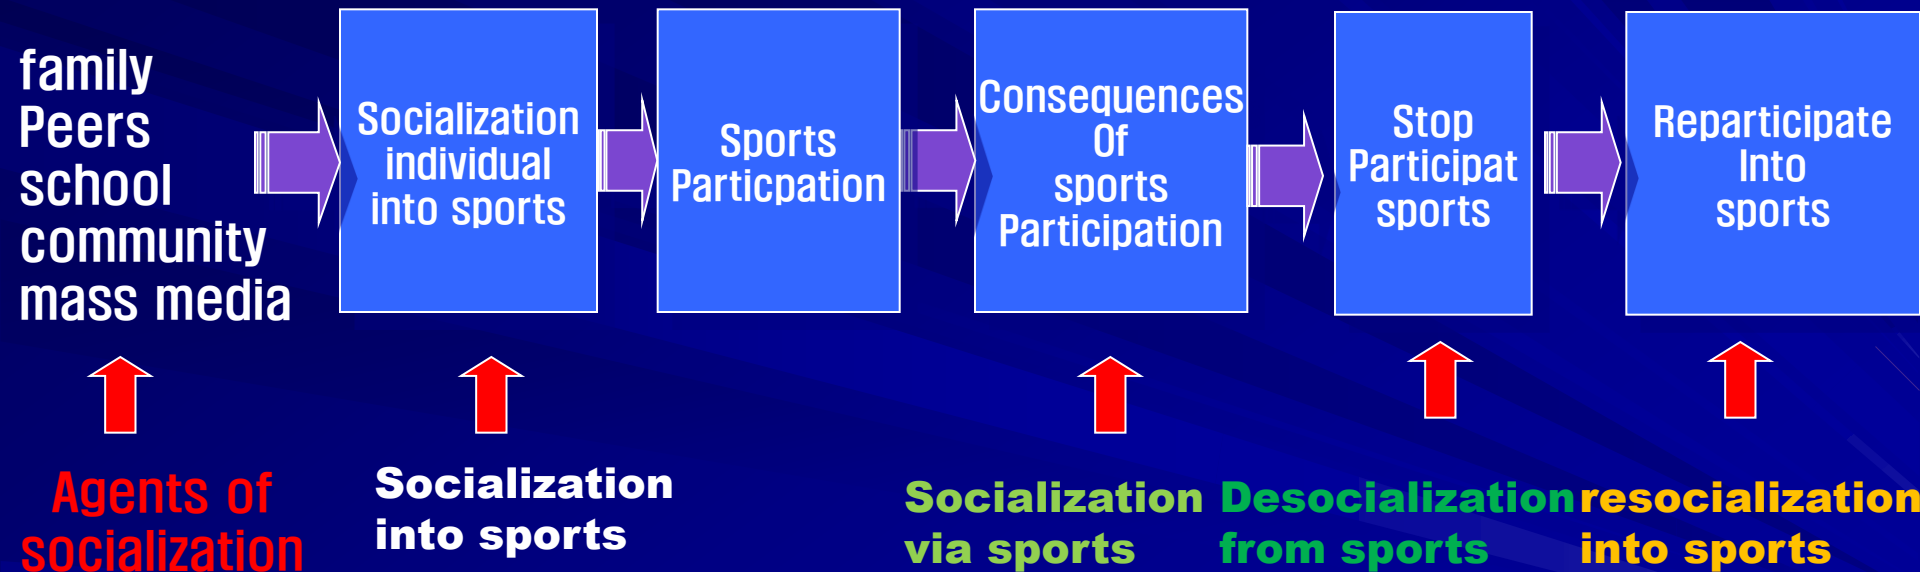 family
Peers
school
community
mass media
Socialization
individual
into sports
Sports
Particpation
Consequences
Of
sports
Participation
Stop
Participat
sports
Reparticipate
Into
sports
Agents of
socialization
Socialization
into sports
Socialization
via sports
Desocialization
from sports
resocialization
into sports